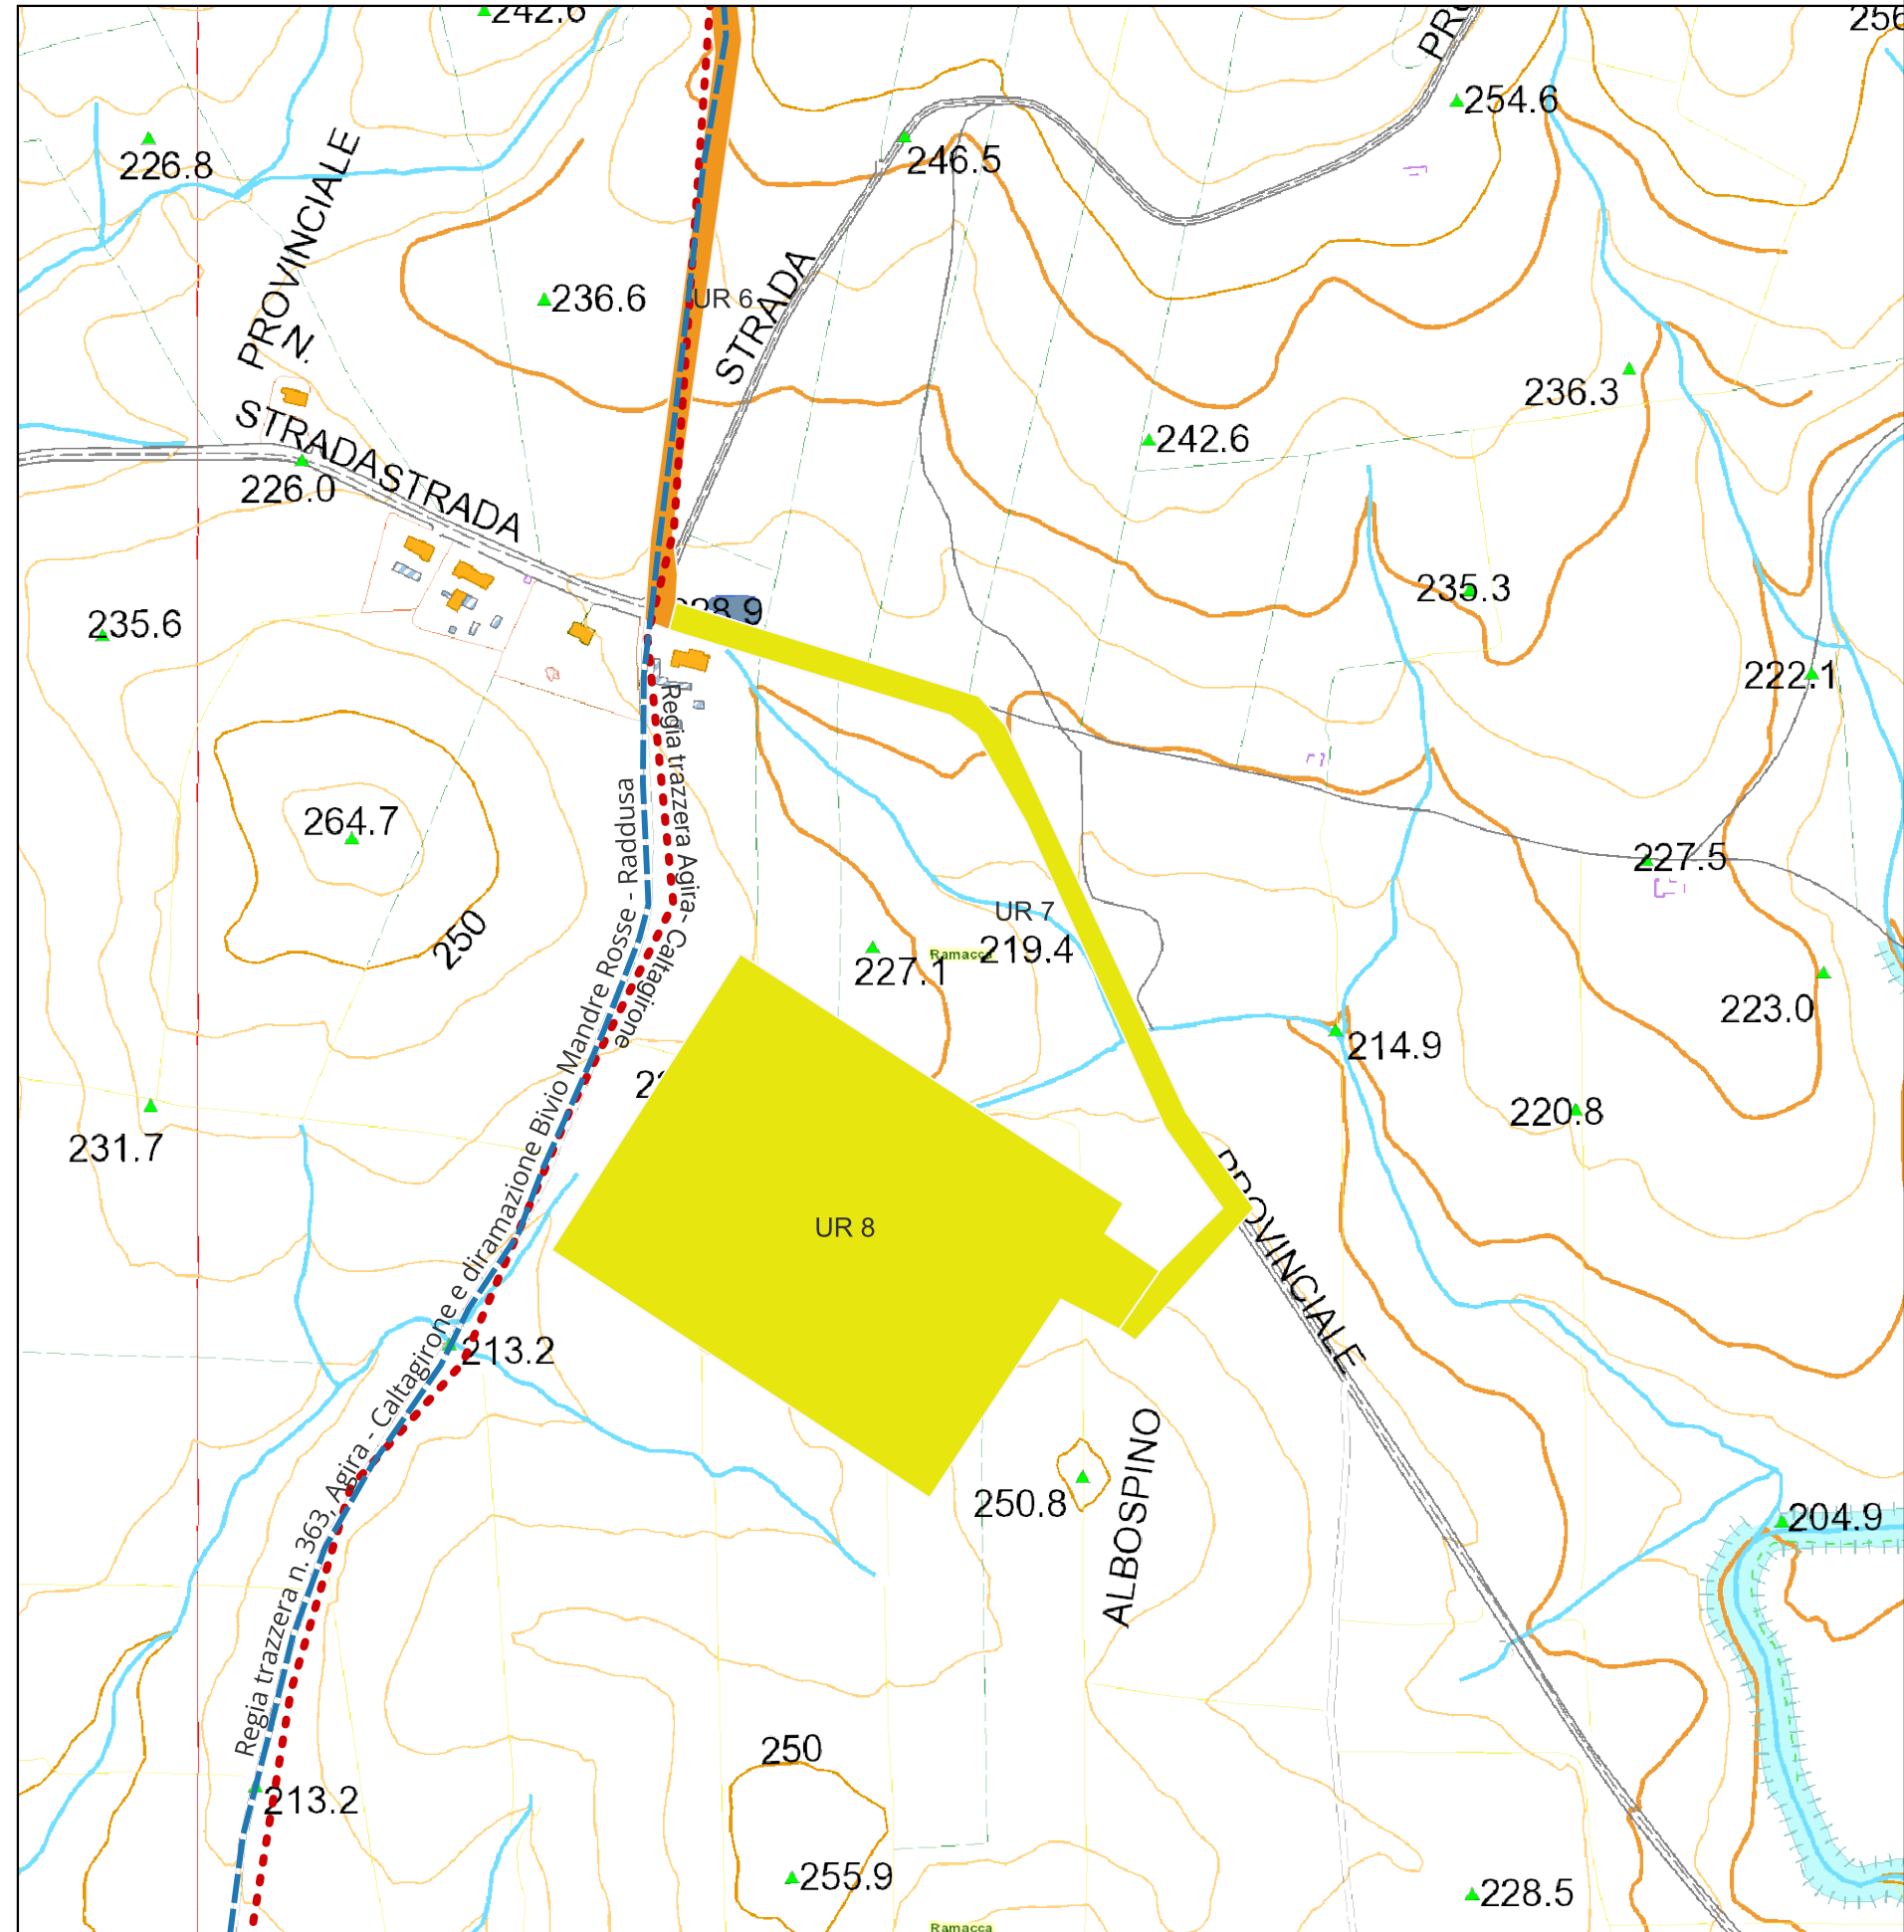 242.6
254.6
226.8
246.5
PROVINCIALE
N.
236.6
UR 6
STRADA
236.3
STRADASTRADA
242.6
226.0
235.3
228.9
235.6
222.1
Regia trazzera Agira- Caltagirone
264.7
227.5
250
UR 7
Ramacca
219.4
227.1
223.0
214.9
220.8
231.7
PROVINCIALE
UR 8
213.2
Regia trazzera n. 363, Agira - Caltagirone e diramazione Bivio Mandre Rosse - Raddusa
250.8
ALBOSPINO
204.9
250
213.2
255.9
228.5
Ramacca